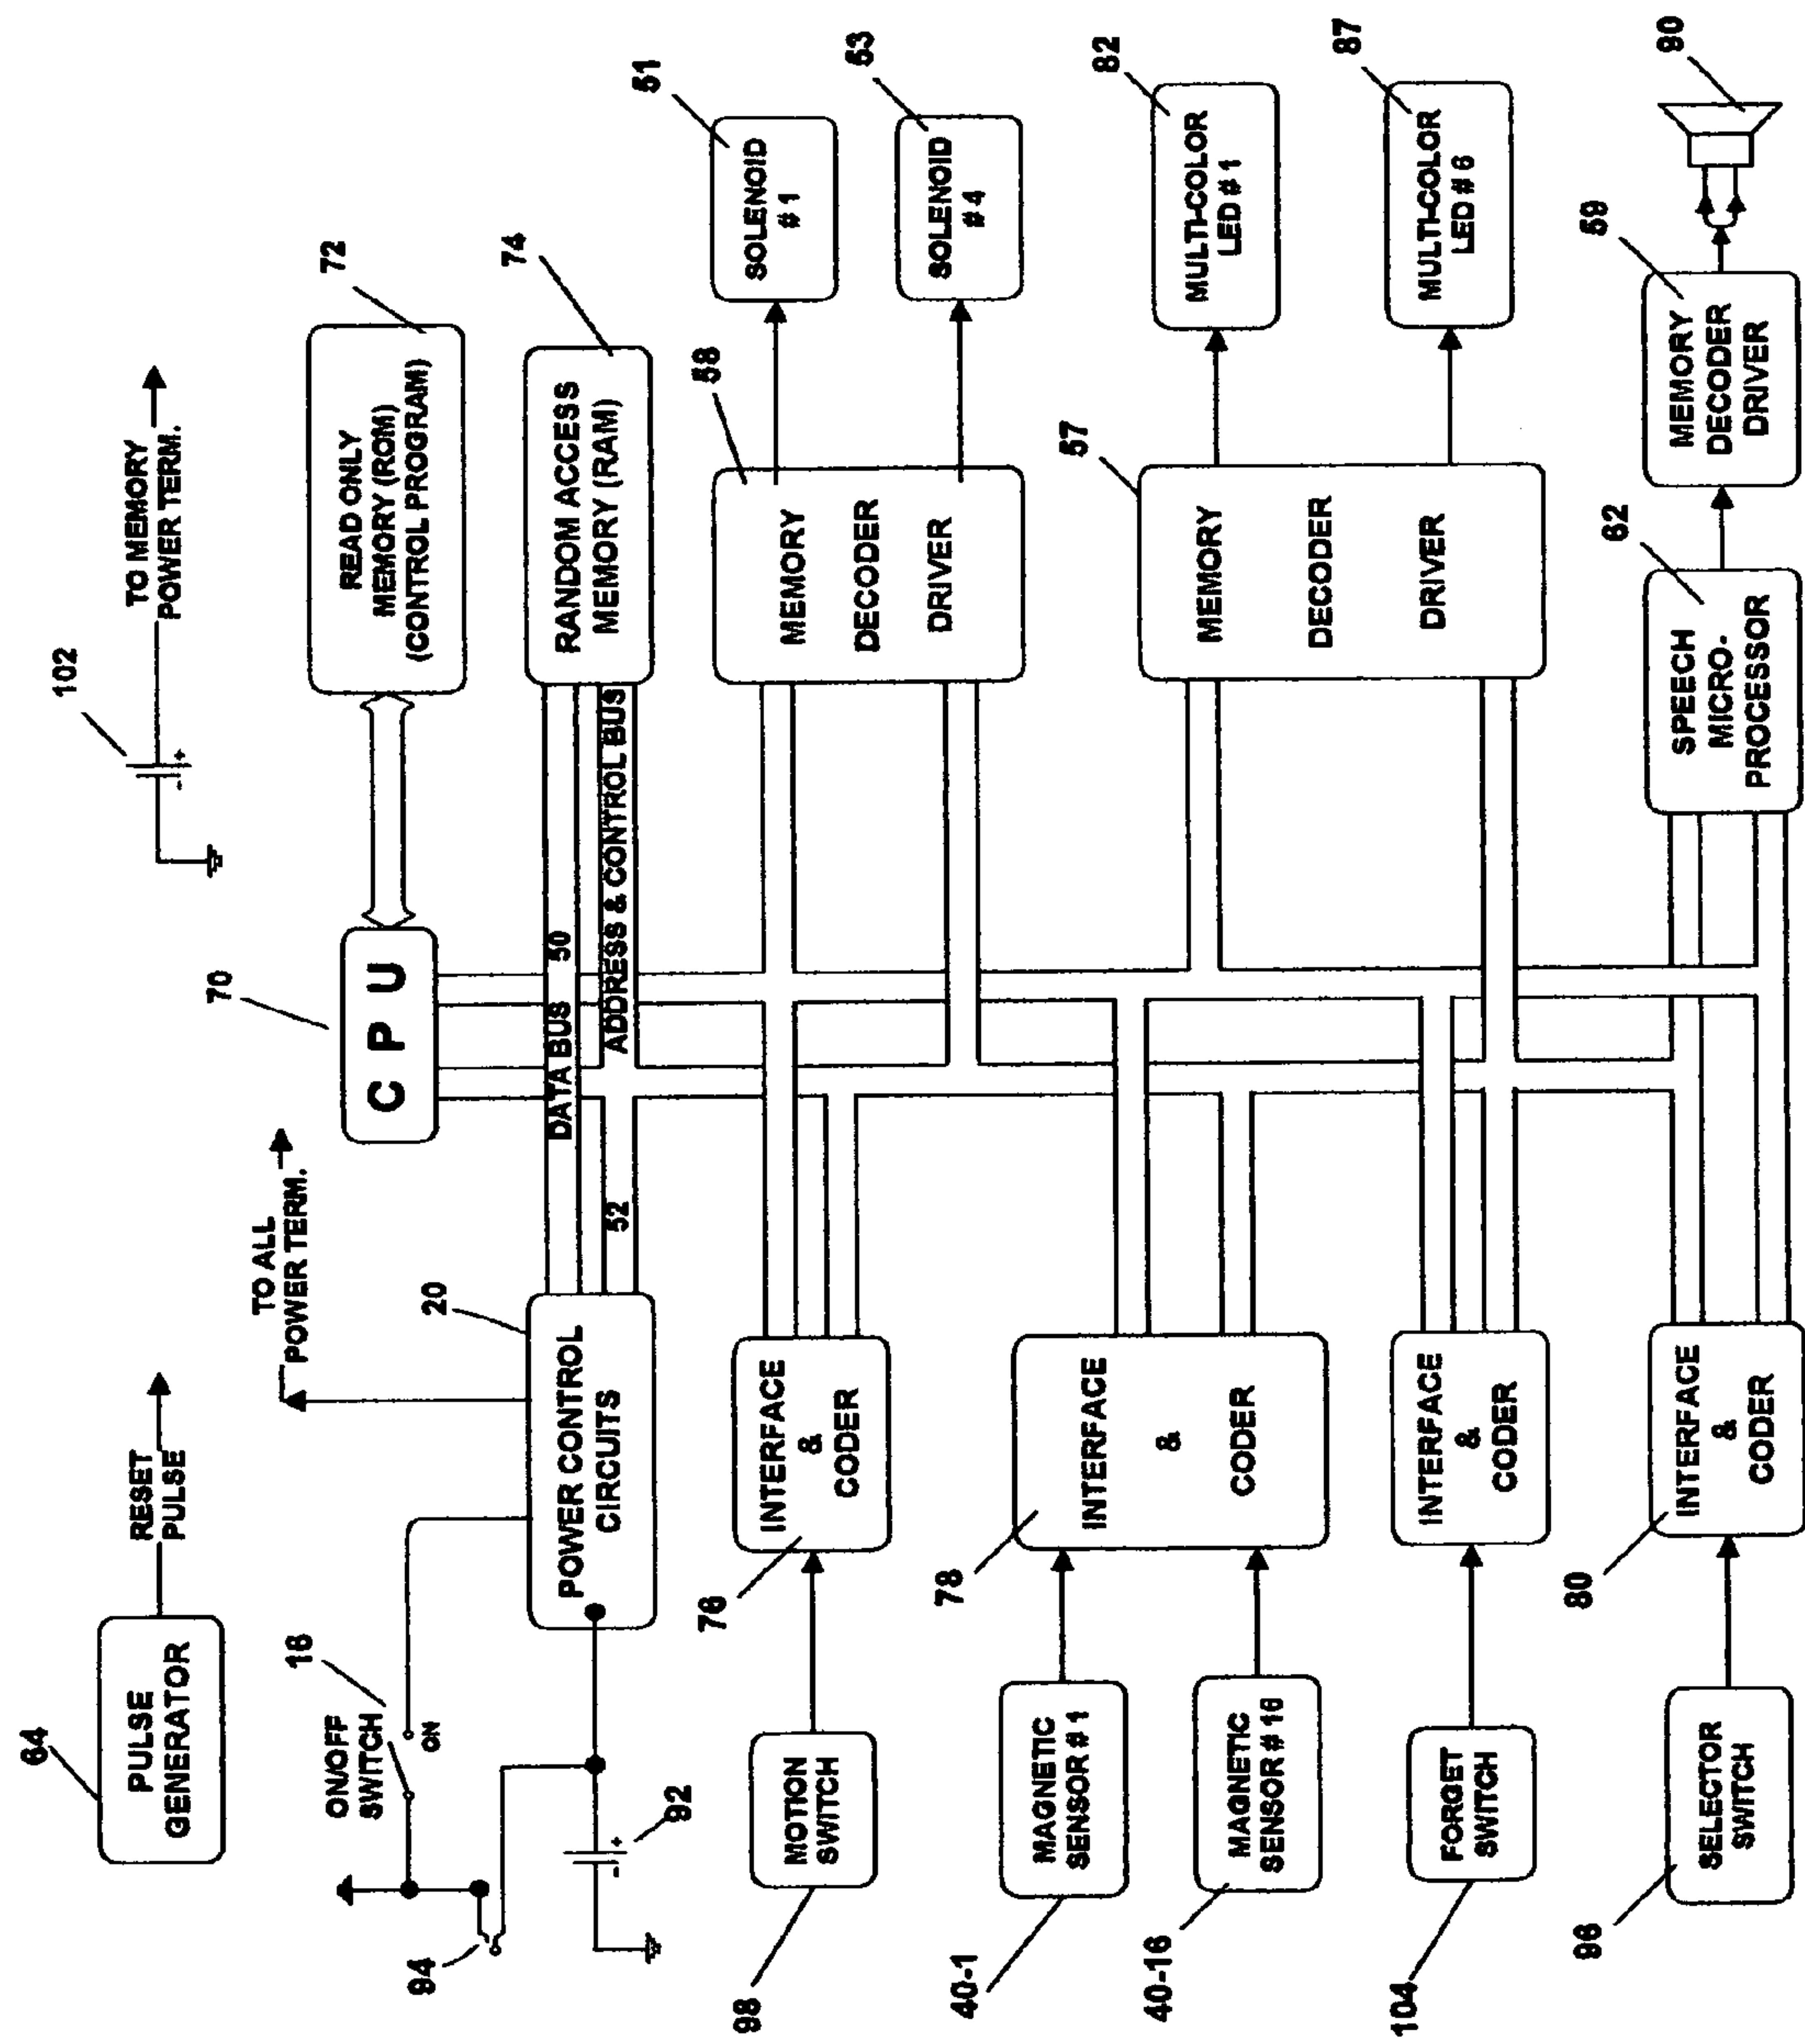 64
PULSE
GENERATOR
RESET
PULSE
102
TO MEMORY
POWER TERM.
ON/OFF
SWITCH
18
ON
94
92
TO ALL
POWER TERM.
20
POWER CONTROL
CIRCUITS
70
C P U
72
READ ONLY
MEMORY (ROM)
(CONTROL PROGRAM)
DATA BUS 50
52
ADDRESS & CONTROL BUS
74
RANDOM ACCESS
MEMORY (RAM)
98
MOTION
SWITCH
76
INTERFACE
&
CODER
58
MEMORY
DECODER
DRIVER
51
SOLENOID
# 1
53
SOLENOID
# 4
40-1
MAGNETIC
SENSOR # 1
40-16
MAGNETIC
SENSOR # 16
78
INTERFACE
&
CODER
57
MEMORY
DECODER
DRIVER
82
MULTI-COLOR
LED # 1
87
MULTI-COLOR
LED # 6
104
FORGET
SWITCH
INTERFACE
&
CODER
96
SELECTOR
SWITCH
80
INTERFACE
&
CODER
62
SPEECH
MICRO-
PROCESSOR
59
MEMORY
DECODER
DRIVER
90